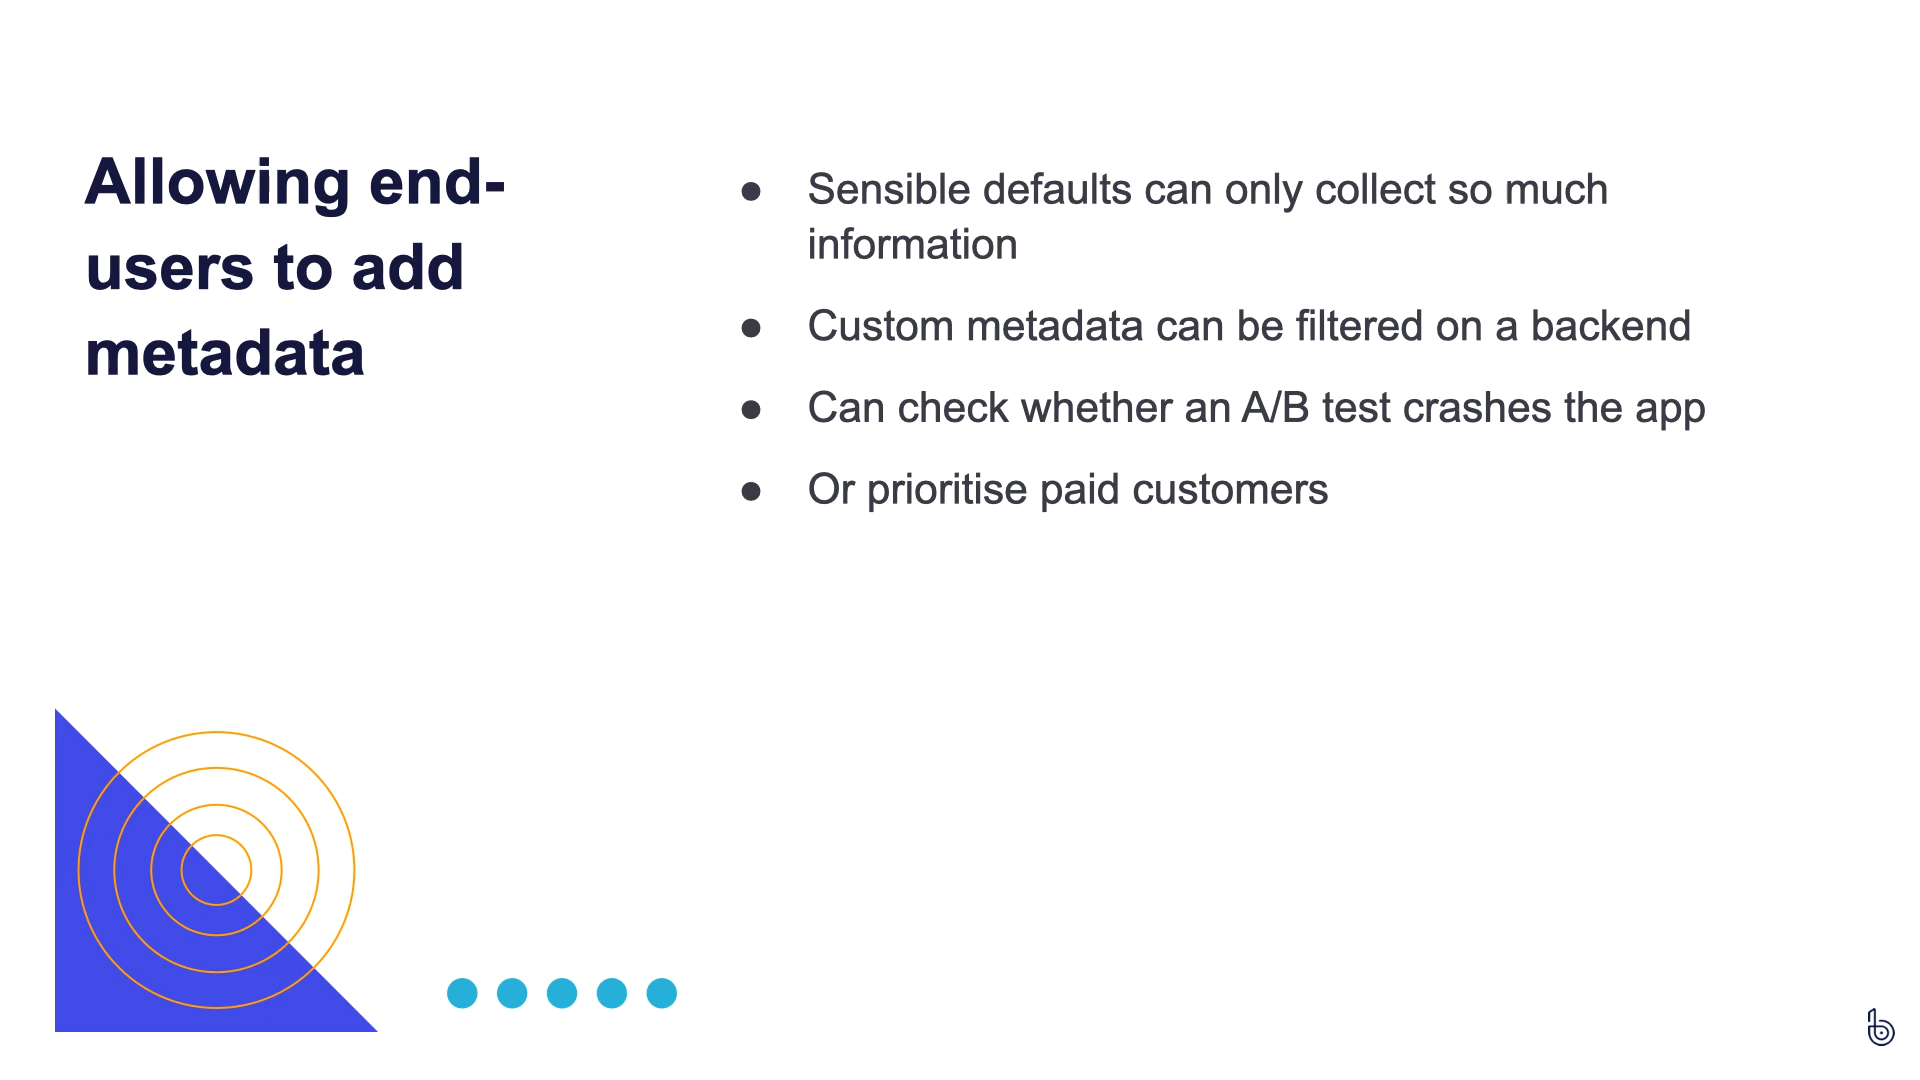 Allowing end-
users to add
metadata
● Sensible defaults can only collect so much
information
● Custom metadata can be filtered on a backend
● Can check whether an A/B test crashes the app
● Or prioritise paid customers